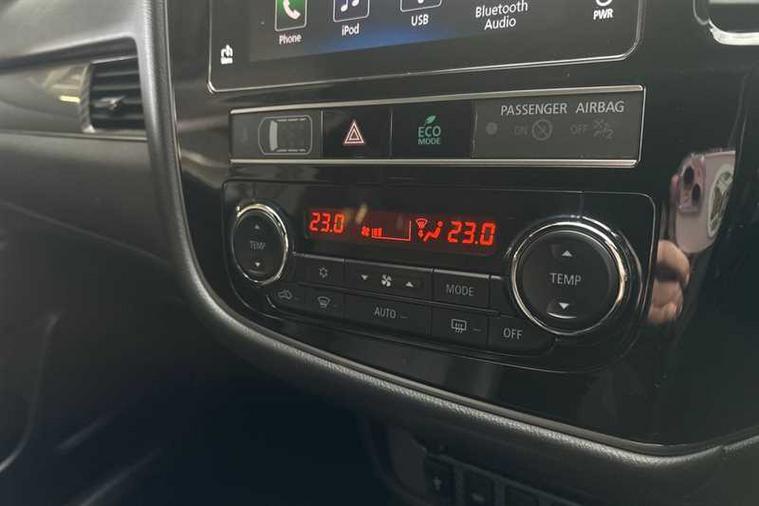 Phone
iPod
USB
Bluetooth
Audio
PWR
PASSENGER AIRBAG
ECO
MODE
ON
OFF
23.0
23.0
TEMP
TEMP
MODE
AUTO
OFF